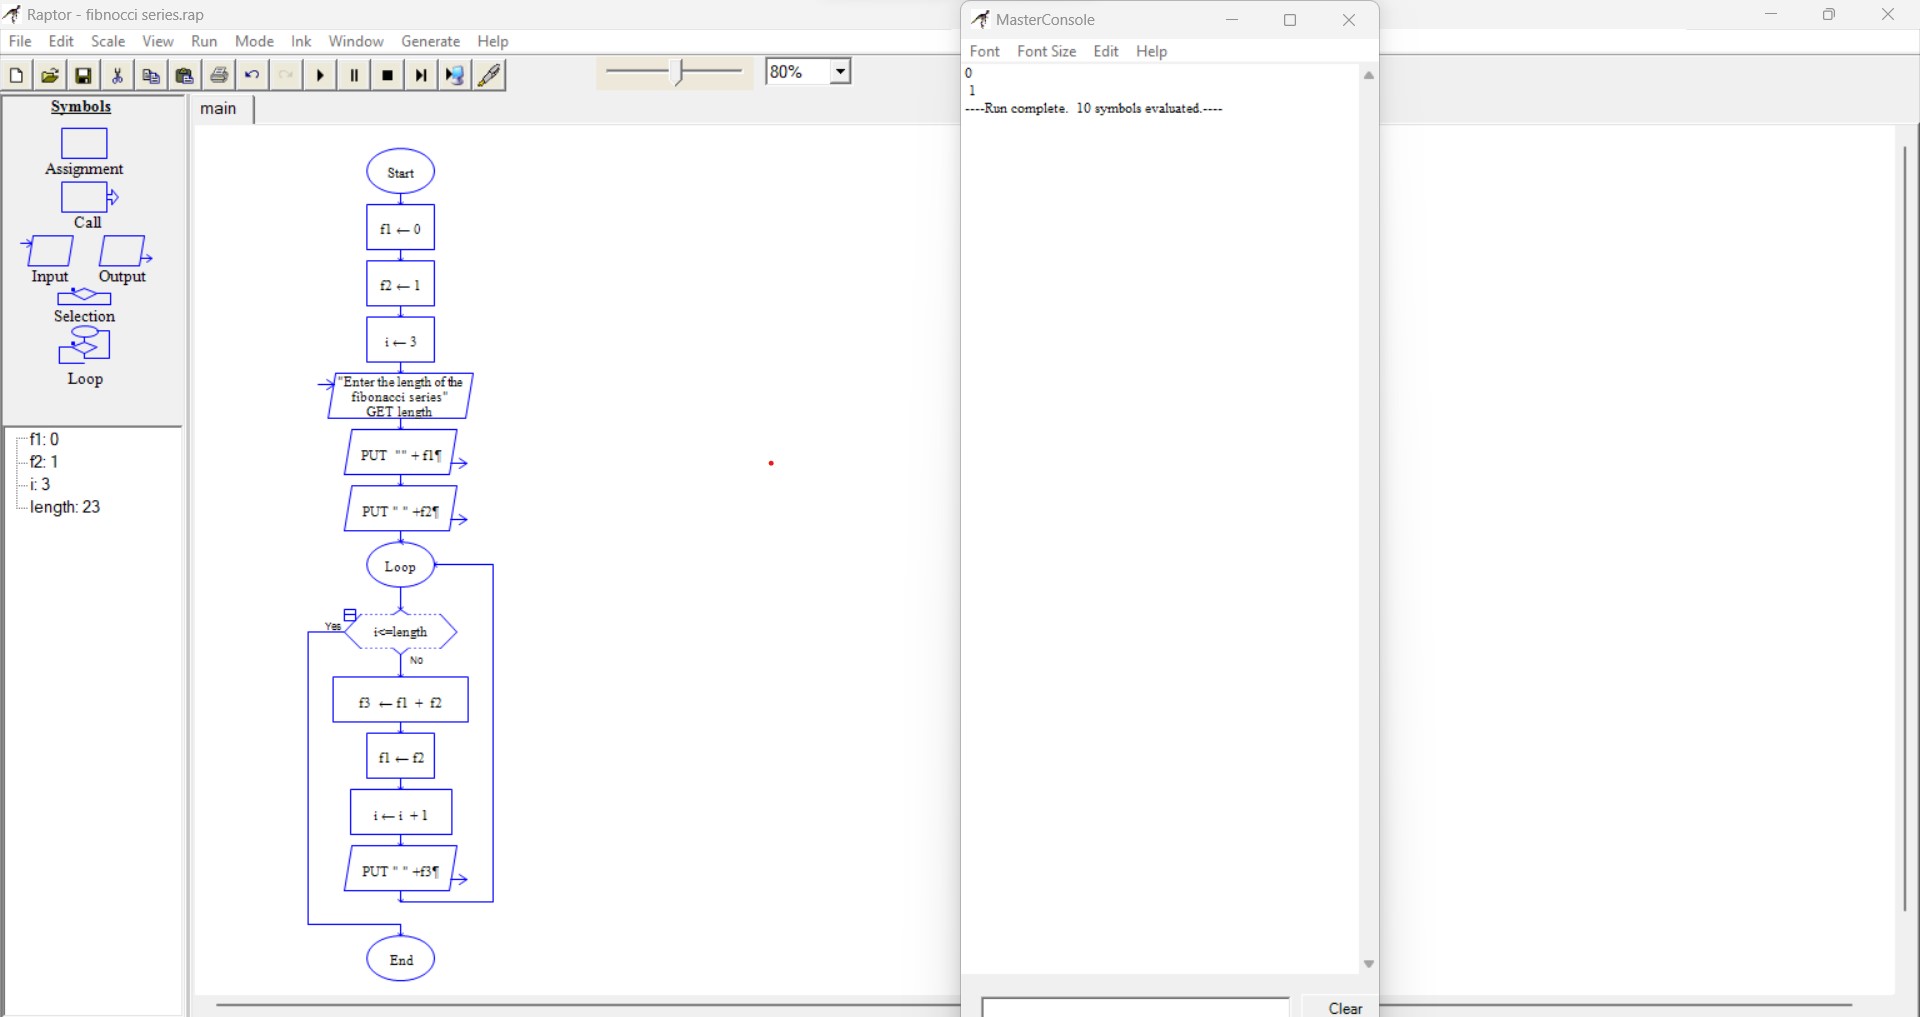 Raptor - fibnocci series.rap
File Edit Scale View Run Mode Ink Window Generate Help
80%
Symbols
Assignment
Call
Input Output
Selection
Loop
f1: 0
f2: 1
i: 3
length: 23
main
Start
f1 ← 0
f2 ← 1
i ← 3
"Enter the length of the
fibonacci series"
GET length
PUT "" + f1¶
PUT " " +f2¶
Loop
i<=length
Yes
No
f3 ← f1 + f2
f1 ← f2
i ← i +1
PUT " " +f3¶
End
MasterConsole
Font Font Size Edit Help
0
1
----Run complete. 10 symbols evaluated.----
Clear